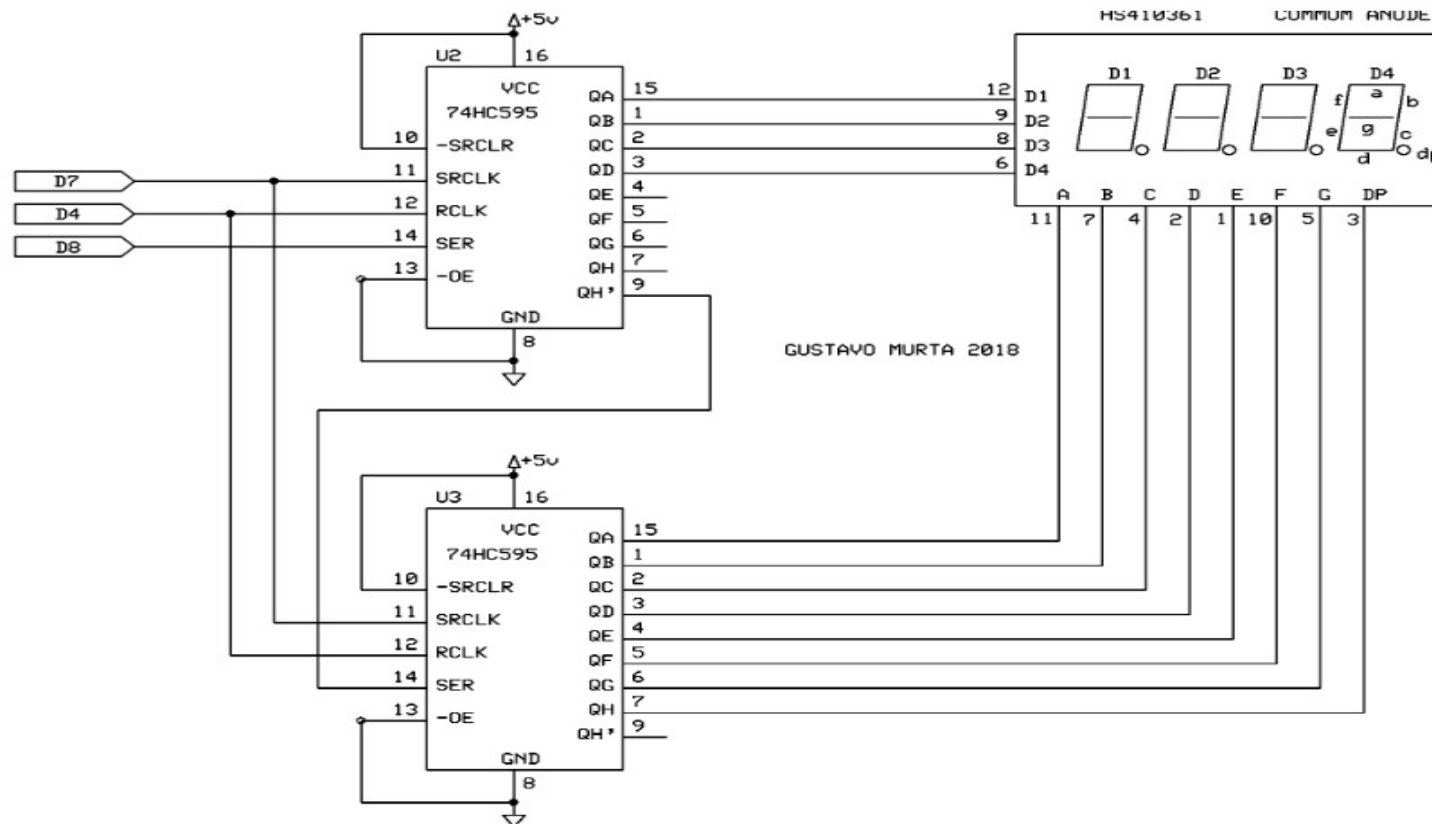 HS410361 COMMUM ANODE
+5v
U2 16
VCC
74HC595
QA 15
QB 1
QC 2
QD 3
QE 4
QF 5
QG 6
QH 7
QH' 9
10 -SRCLR
11 SRCLK
12 RCLK
14 SER
13 -OE
GND
8
D7
D4
D8
12 D1
9 D2
8 D3
6 D4
D1 D2 D3 D4
a
f b
g
e c
d dp
A B C D E F G DP
11 7 4 2 1 10 5 3
GUSTAVO MURTA 2018
+5v
U3 16
VCC
74HC595
QA 15
QB 1
QC 2
QD 3
QE 4
QF 5
QG 6
QH 7
QH' 9
10 -SRCLR
11 SRCLK
12 RCLK
14 SER
13 -OE
GND
8